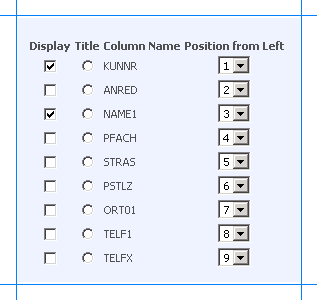 Display Title Column Name Position from Left
KUNNR 1
ANRED 2
NAME1 3
PFACH 4
STRAS 5
PSTLZ 6
ORT01 7
TELF1 8
TELFX 9